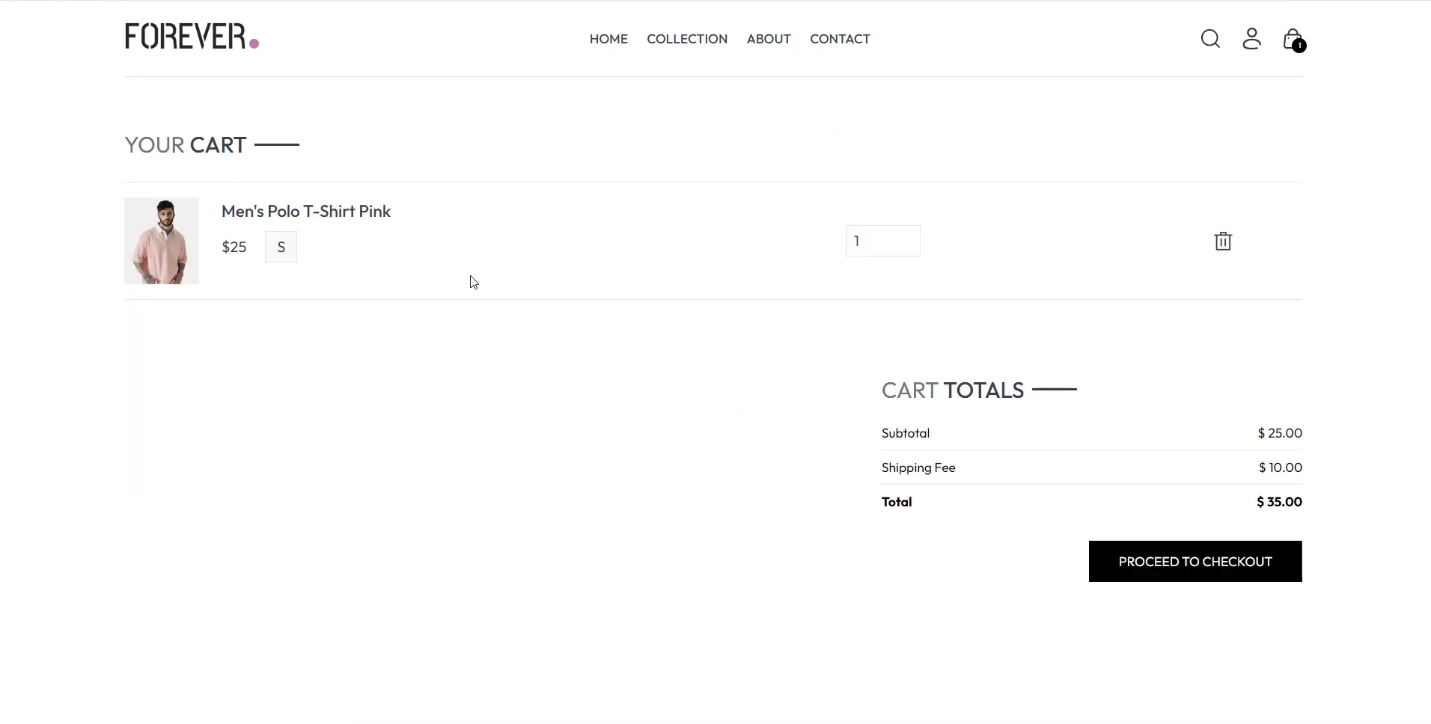 FOREVER.
HOME COLLECTION ABOUT CONTACT
1
YOUR CART
Men's Polo T-Shirt Pink
$25 S
1
CART TOTALS
Subtotal $ 25.00
Shipping Fee $ 10.00
Total $ 35.00
PROCEED TO CHECKOUT